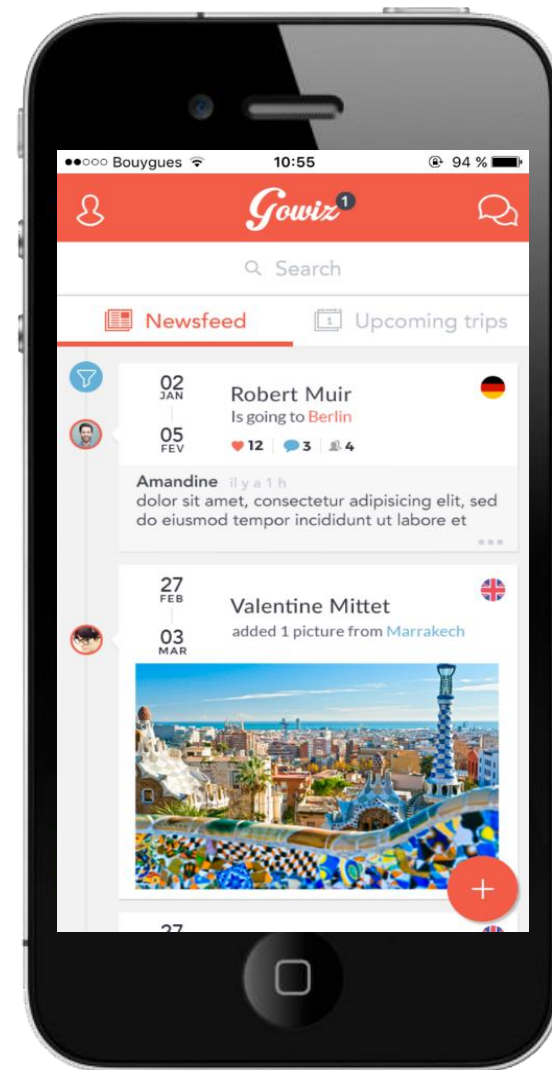 Bouygues 10:55 94 %
Gowiz 1
Search
Newsfeed 1 Upcoming trips
02
JAN
05
FEV
Robert Muir
Is going to Berlin
12 3 4
Amandine il y a 1 h
dolor sit amet, consectetur adipisicing elit, sed
do eiusmod tempor incididunt ut labore et
27
FEB
03
MAR
Valentine Mittet
added 1 picture from Marrakech
+
27